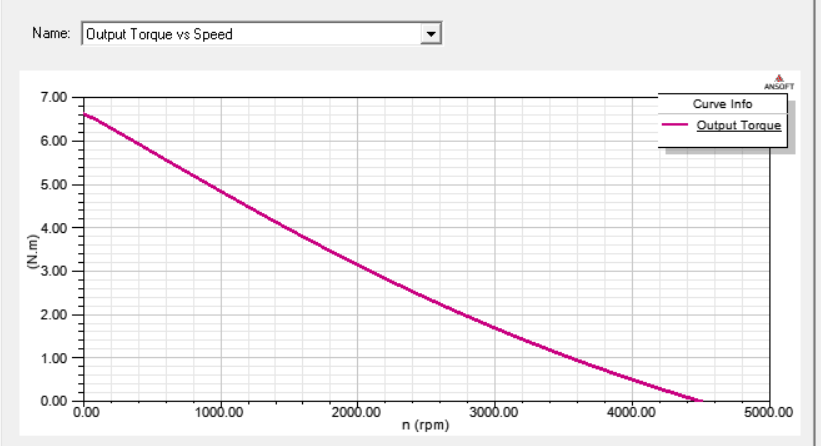 Name: Output Torque vs Speed
ANSOFT
Curve Info
Output Torque
7.00
6.00
5.00
4.00
3.00
2.00
1.00
0.00
(N.m)
0.00 1000.00 2000.00 3000.00 4000.00 5000.00
n (rpm)